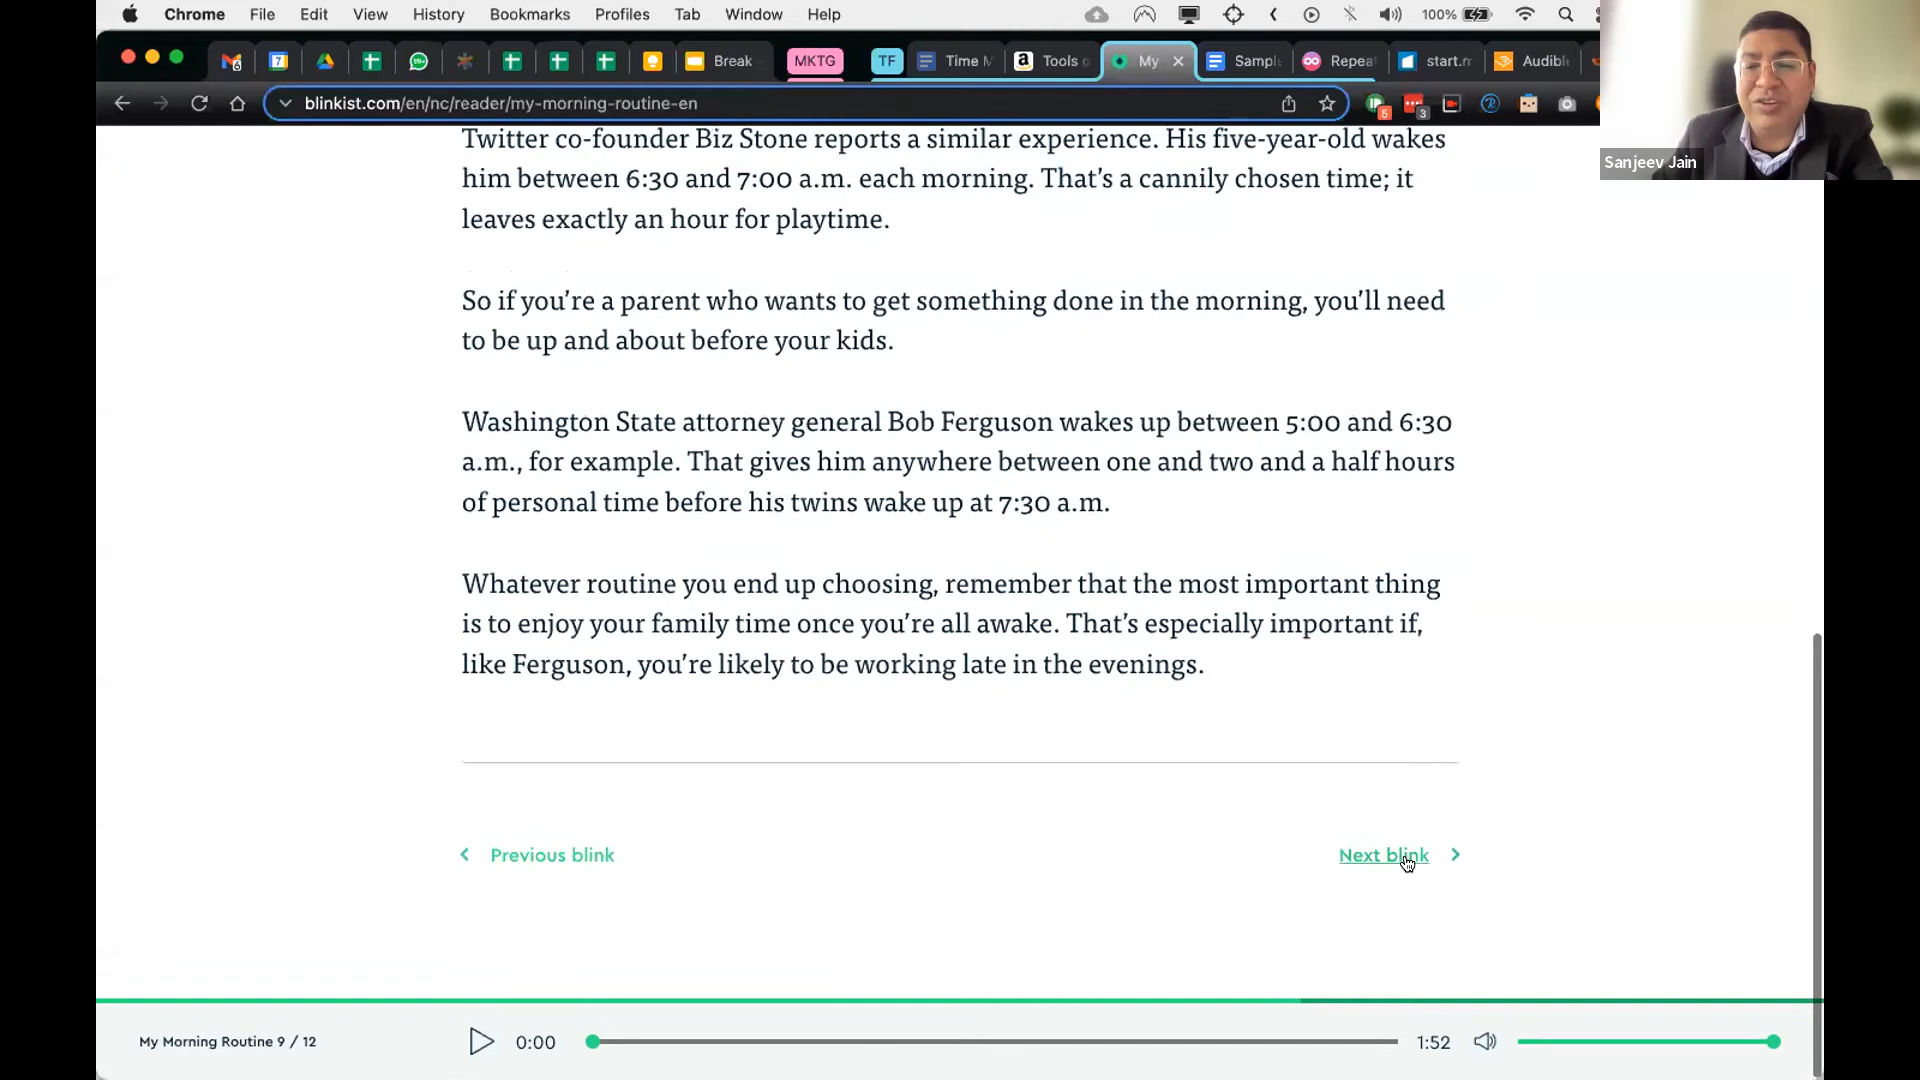 Chrome File Edit View History Bookmarks Profiles Tab Window Help 100%
7 Break MKTG TF Time M a Tools o My Sampl Repea start.m Audibl
blinkist.com/en/nc/reader/my-morning-routine-en 5 3
Sanjeev Jain
Twitter co-founder Biz Stone reports a similar experience. His five-year-old wakes
him between 6:30 and 7:00 a.m. each morning. That’s a cannily chosen time; it
leaves exactly an hour for playtime.
So if you’re a parent who wants to get something done in the morning, you’ll need
to be up and about before your kids.
Washington State attorney general Bob Ferguson wakes up between 5:00 and 6:30
a.m., for example. That gives him anywhere between one and two and a half hours
of personal time before his twins wake up at 7:30 a.m.
Whatever routine you end up choosing, remember that the most important thing
is to enjoy your family time once you’re all awake. That’s especially important if,
like Ferguson, you’re likely to be working late in the evenings.
Previous blink Next blink
My Morning Routine 9 / 12 0:00 1:52